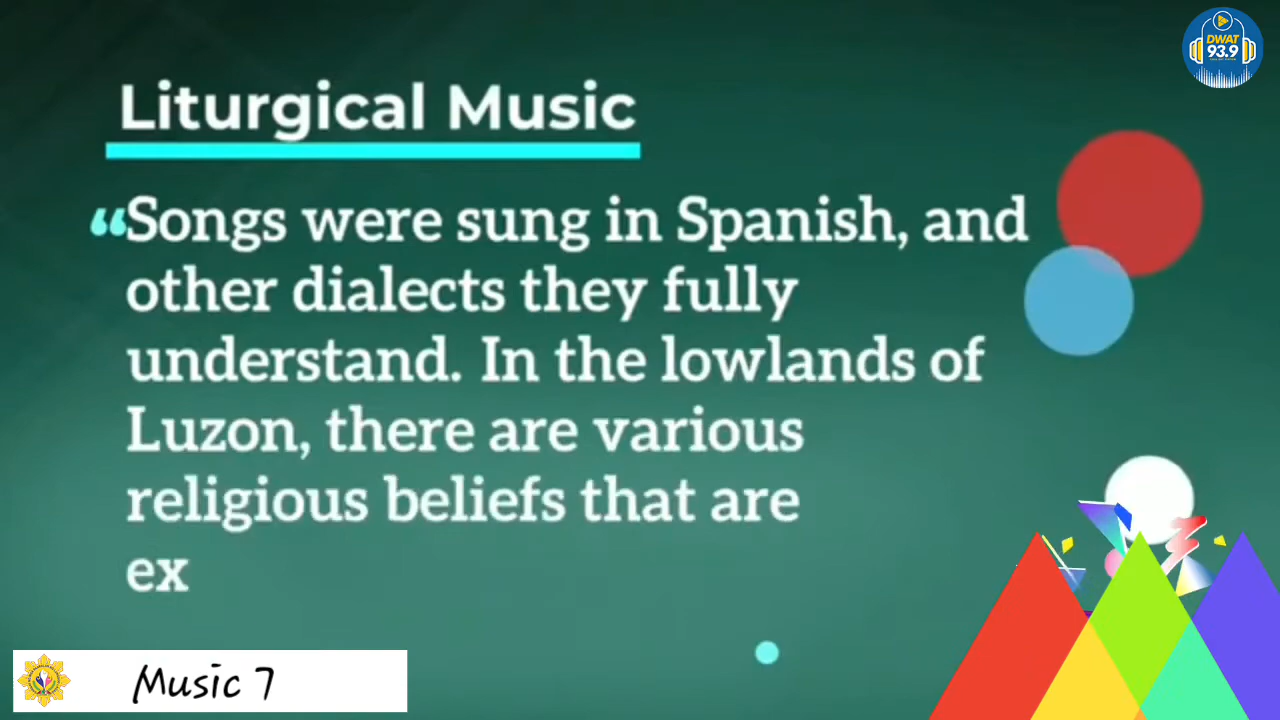 DWAT
93.9
Liturgical Music
“Songs were sung in Spanish, and
other dialects they fully
understand. In the lowlands of
Luzon, there are various
religious beliefs that are
ex
Music 7